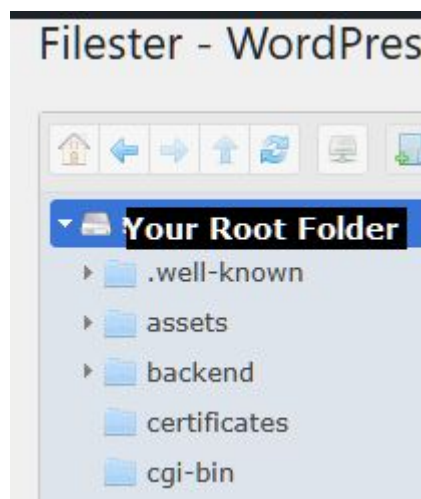 Filester - WordPres
Your Root Folder
.well-known
assets
backend
certificates
cgi-bin